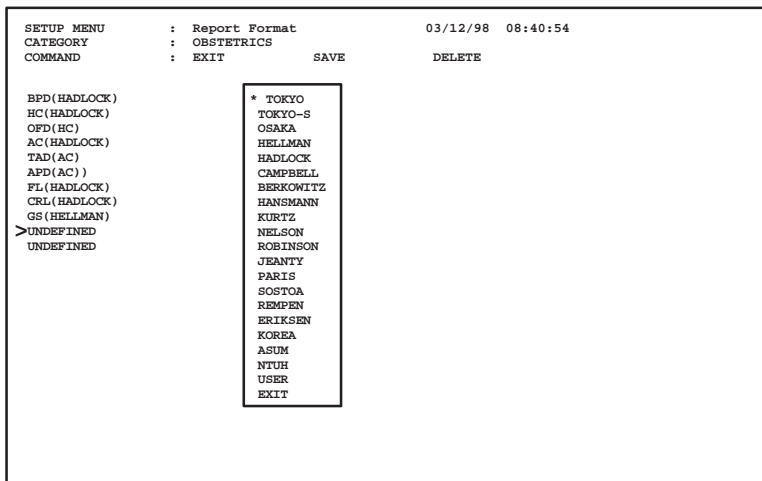 SETUP MENU : Report Format 03/12/98 08:40:54
CATEGORY : OBSTETRICS
COMMAND : EXIT SAVE DELETE
BPD(HADLOCK)
HC(HADLOCK)
OFD(HC)
AC(HADLOCK)
TAD(AC)
APD(AC))
FL(HADLOCK)
CRL(HADLOCK)
GS(HELLMAN)
>UNDEFINED
UNDEFINED
* TOKYO
TOKYO-S
OSAKA
HELLMAN
HADLOCK
CAMPBELL
BERKOWITZ
HANSMANN
KURTZ
NELSON
ROBINSON
JEANTY
PARIS
SOSTOA
REMPEN
ERIKSEN
KOREA
ASUM
NTUH
USER
EXIT